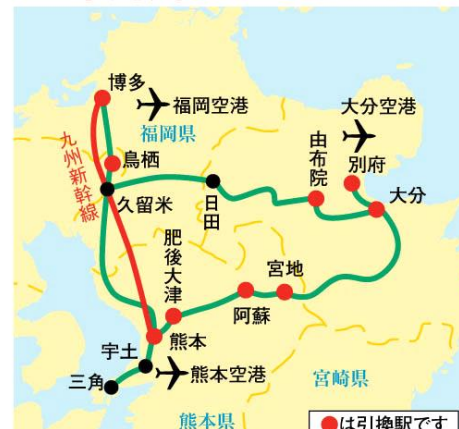 博多
福岡空港
福岡県
九州新幹線
鳥栖
久留米
日田
由布院
大分空港
別府
大分
肥後大津
宮地
阿蘇
熊本
宇土
三角
熊本空港
宮崎県
熊本県
●は引換駅です